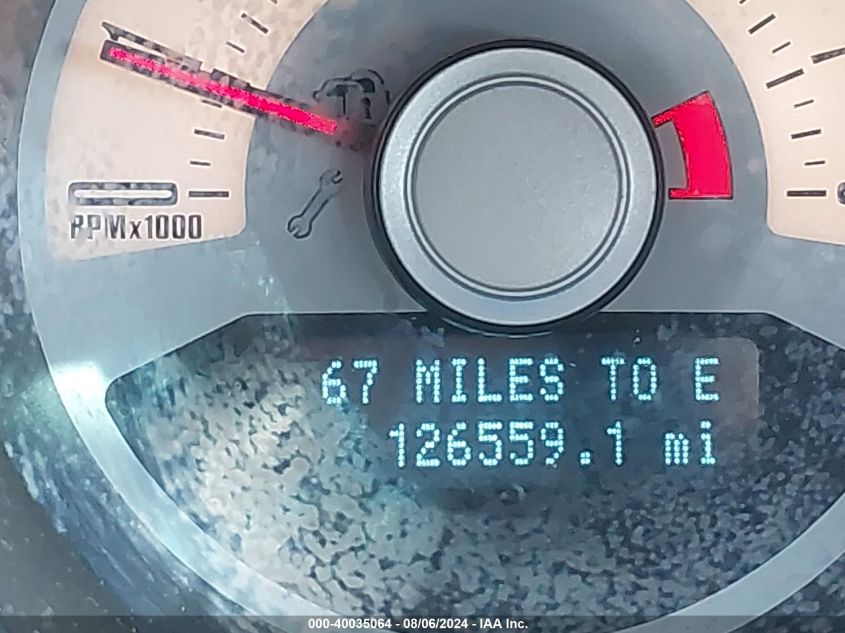 RPMx1000
67 MILES TO E
126559.1 mi
000-40035064 - 08/06/2024 - IAA Inc.